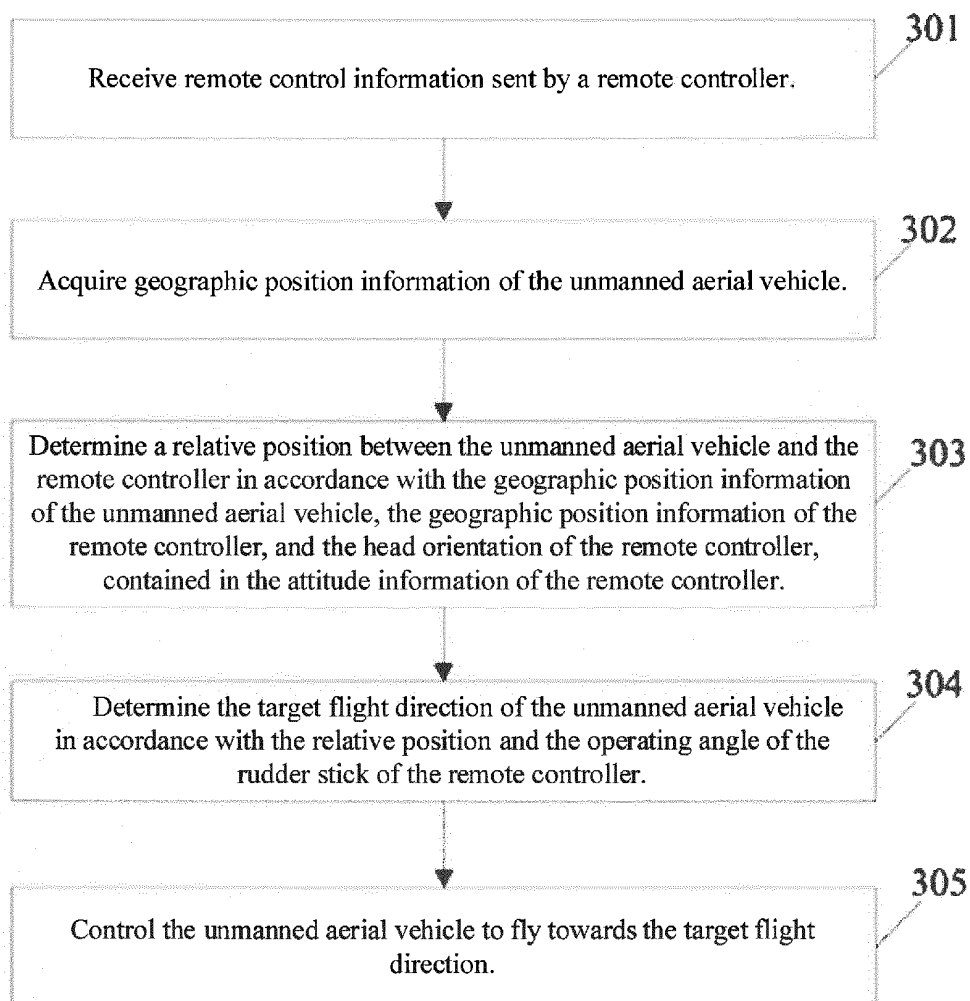 301
Receive remote control information sent by a remote controller.
302
Acquire geographic position information of the unmanned aerial vehicle.
303
Determine a relative position between the unmanned aerial vehicle and the
remote controller in accordance with the geographic position information
of the unmanned aerial vehicle, the geographic position information of the
remote controller, and the head orientation of the remote controller,
contained in the attitude information of the remote controller.
304
Determine the target flight direction of the unmanned aerial vehicle
in accordance with the relative position and the operating angle of the
rudder stick of the remote controller.
305
Control the unmanned aerial vehicle to fly towards the target flight
direction.